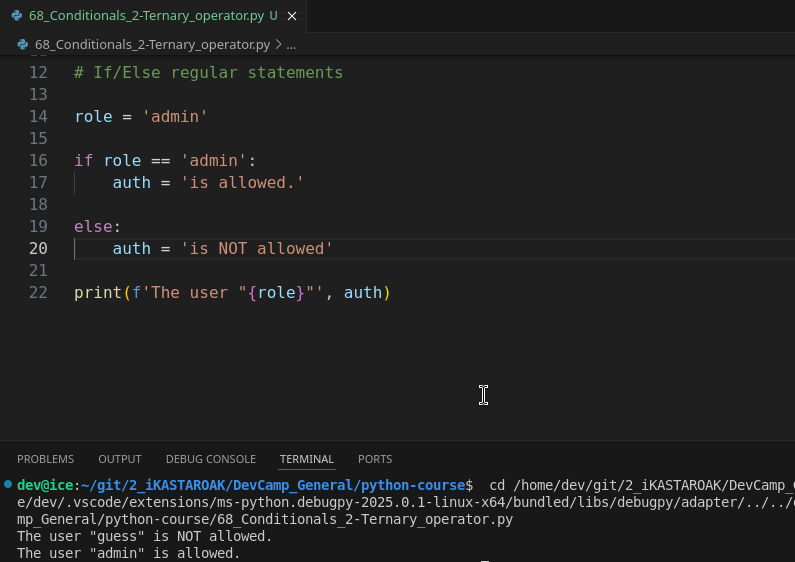 68_Conditionals_2-Ternary_operator.py U
68_Conditionals_2-Ternary_operator.py > ...
12 # If/Else regular statements
13
14 role = 'admin'
15
16 if role == 'admin':
17     auth = 'is allowed.'
18
19 else:
20     auth = 'is NOT allowed'
21
22 print(f'The user "{role}"', auth)
PROBLEMS OUTPUT DEBUG CONSOLE TERMINAL PORTS
dev@ice:~/git/2_iKASTAROAK/DevCamp_General/python-course$  cd /home/dev/git/2_iKASTAROAK/DevCamp_
e/dev/.vscode/extensions/ms-python.debugpy-2025.0.1-linux-x64/bundled/libs/debugpy/adapter/../../
mp_General/python-course/68_Conditionals_2-Ternary_operator.py
The user "guess" is NOT allowed.
The user "admin" is allowed.